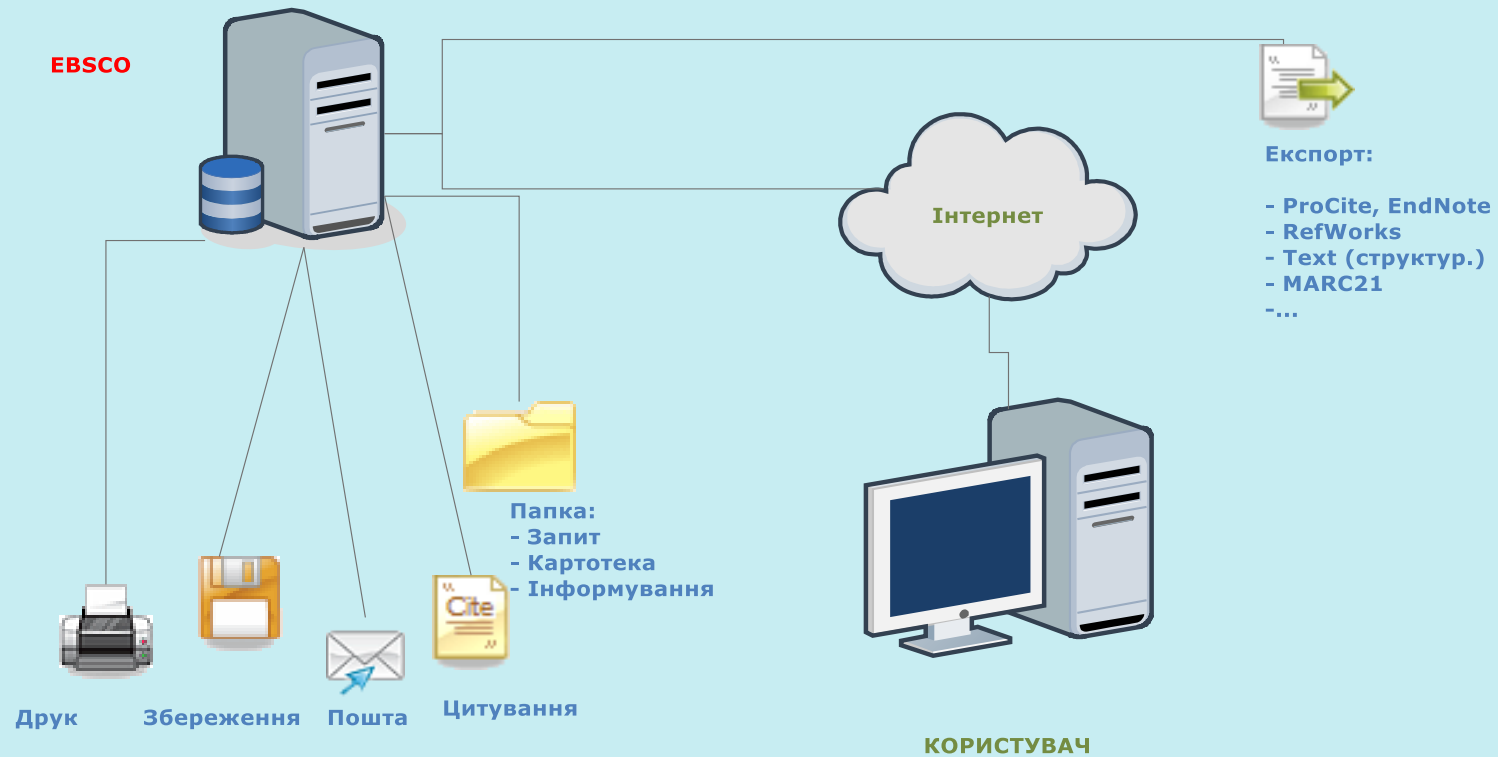 EBSCO
Експорт:
- ProCite, EndNote
- RefWorks
- Text (структур.)
- MARC21
-...
Інтернет
Папка:
- Запит
- Картотека
- Інформування
Cite
Друк
Збереження
Пошта
Цитування
КОРИСТУВАЧ